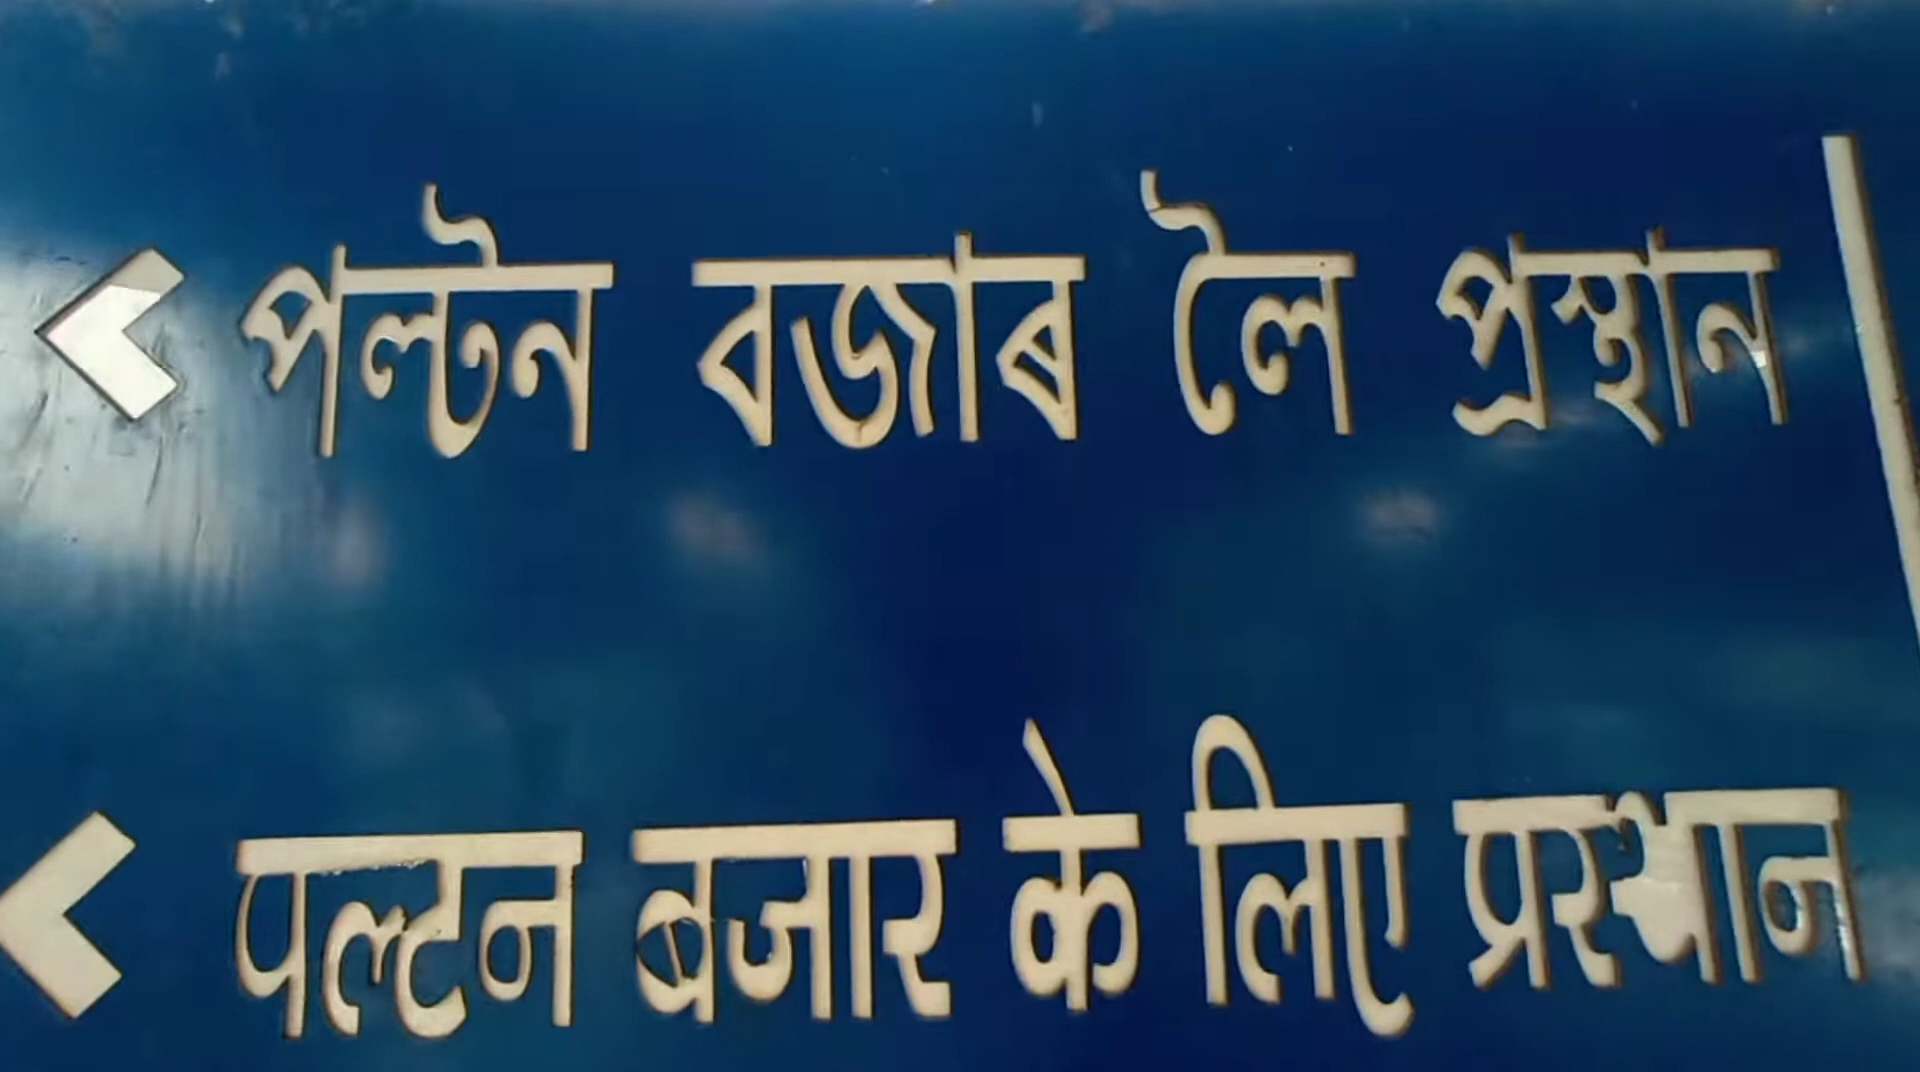 পল্টন বজাৰ লৈ প্ৰস্থান
पल्टन बजार के लिए प्रस्थान